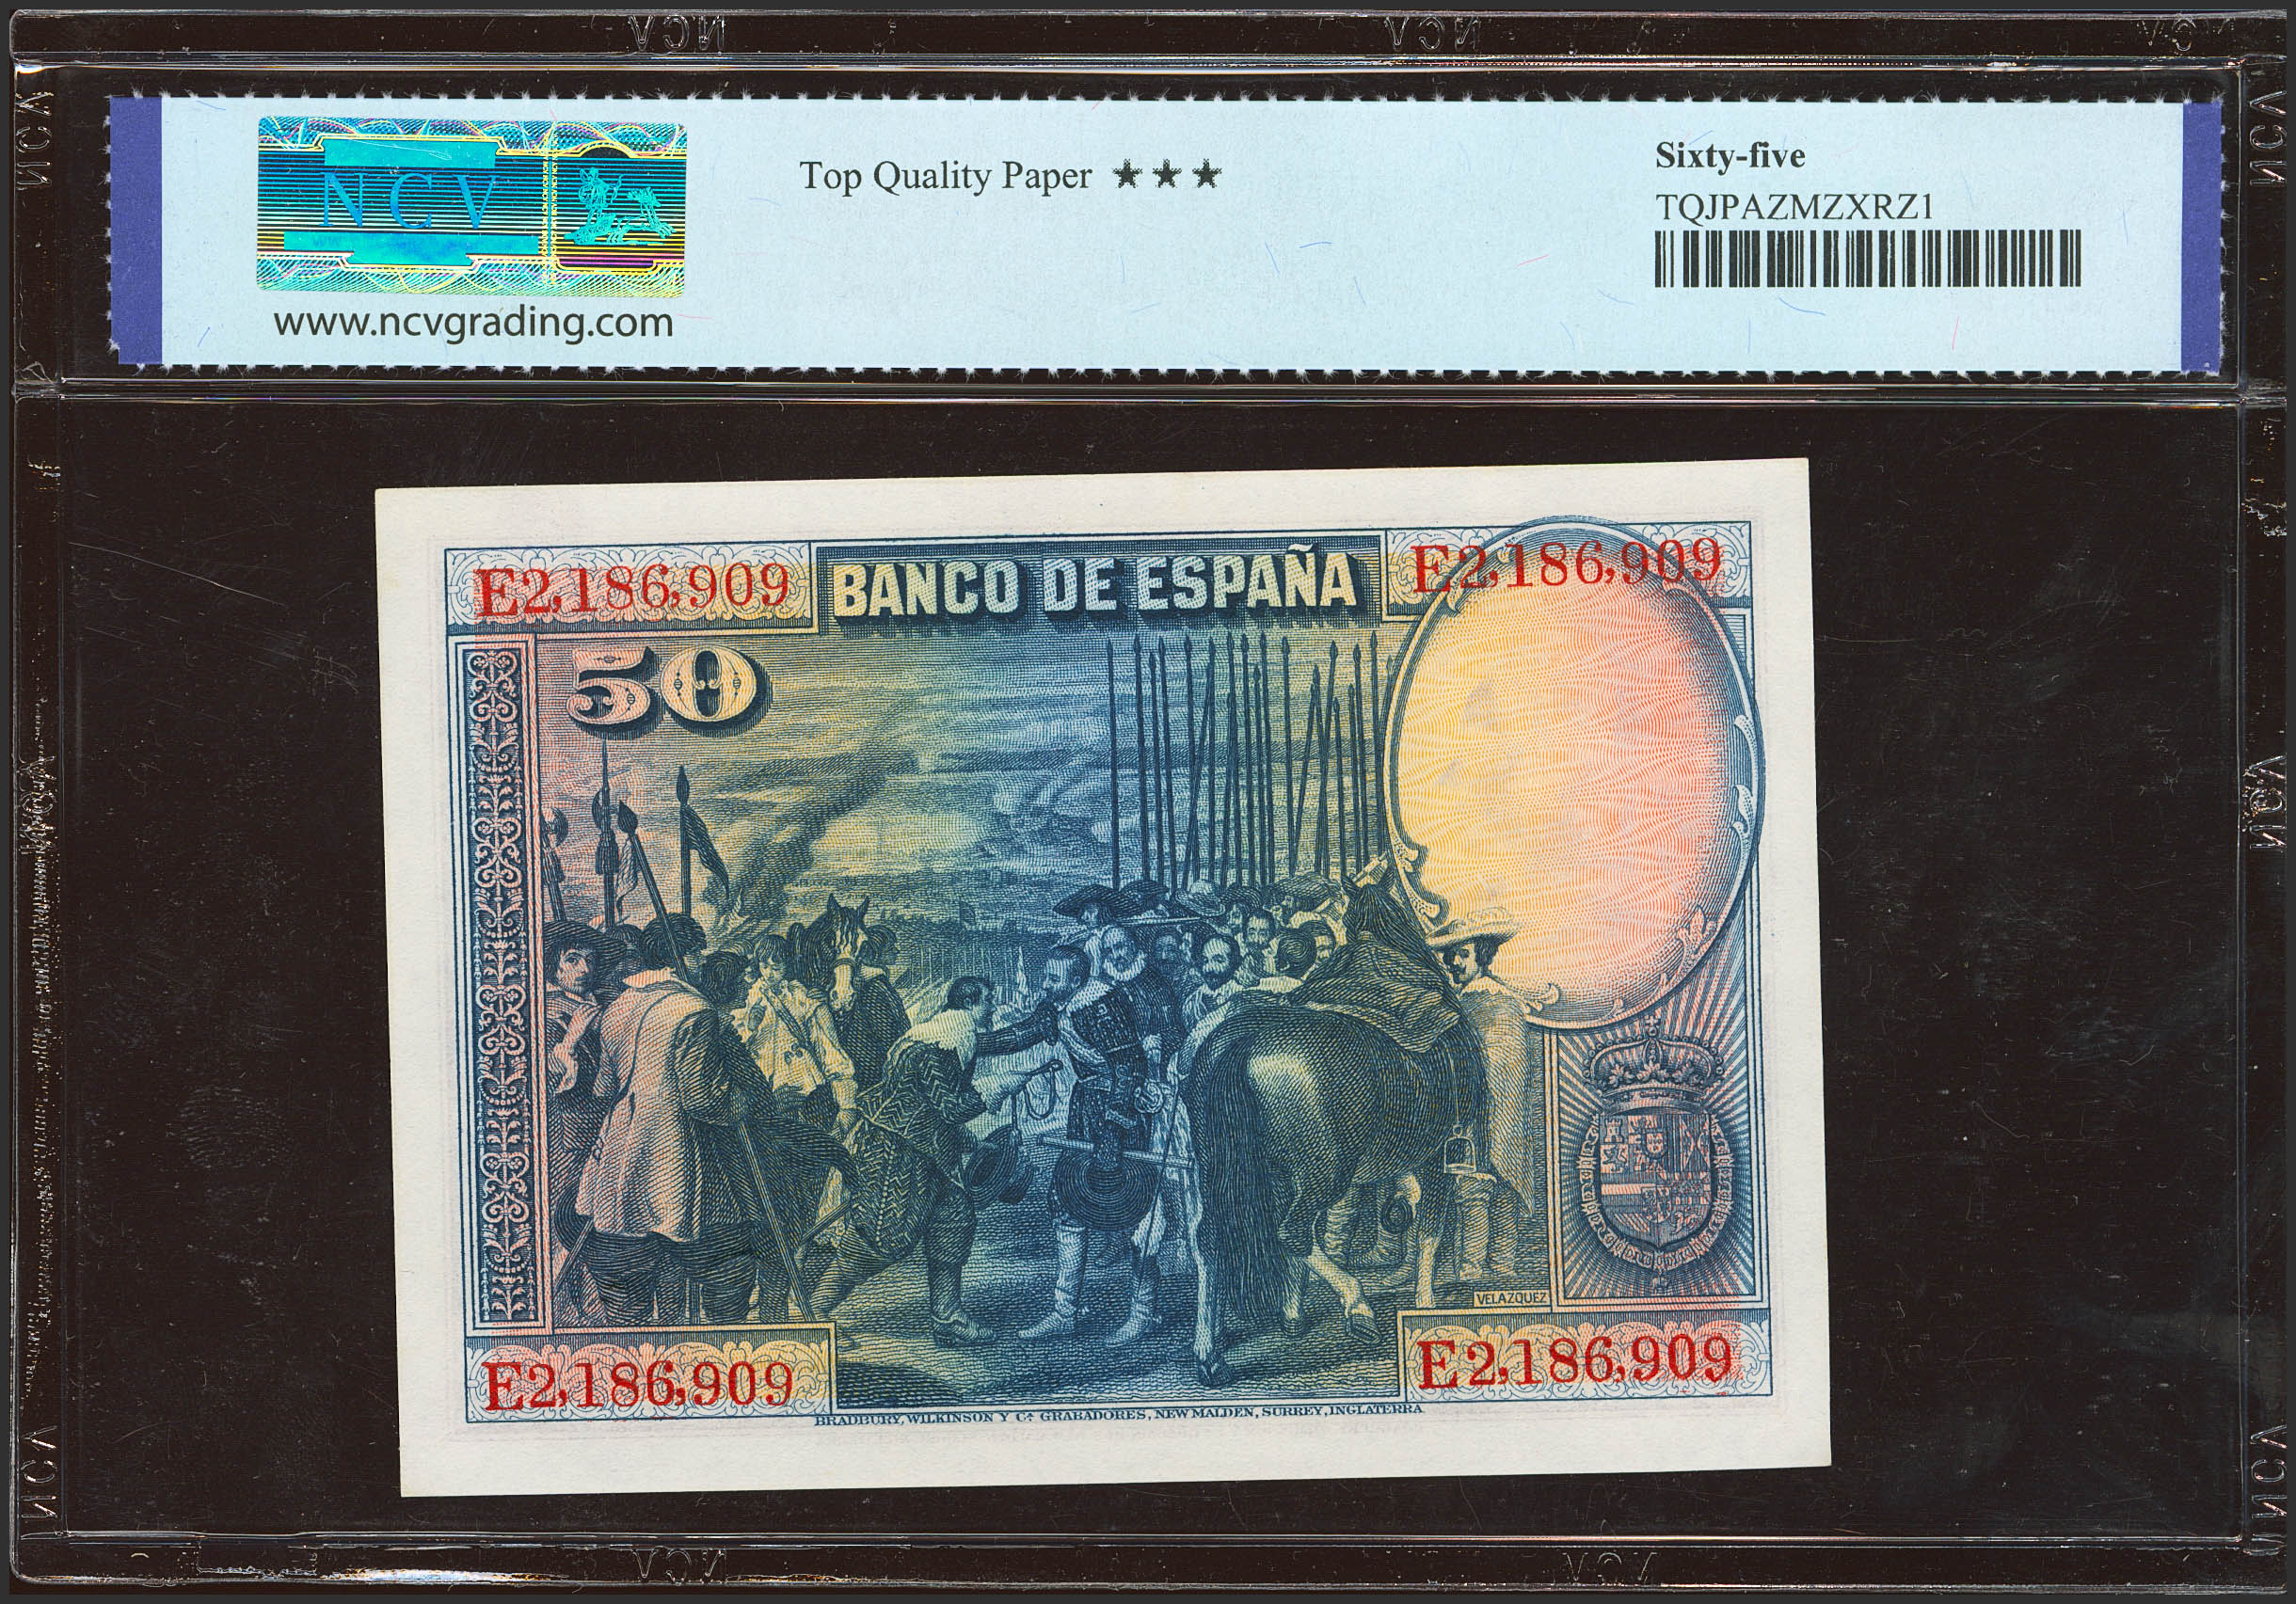 NCV
www.ncvgrading.com
Top Quality Paper ★★★
Sixty-five
TQJPAZMZXRZ1
E2,186,909
BANCO DE ESPAÑA
E2,186,909
50
VELAZQUEZ
E2,186,909
E2,186,909
BRADBURY, WILKINSON Y Cª GRABADORES, NEW MALDEN, SURREY, INGLATERRA